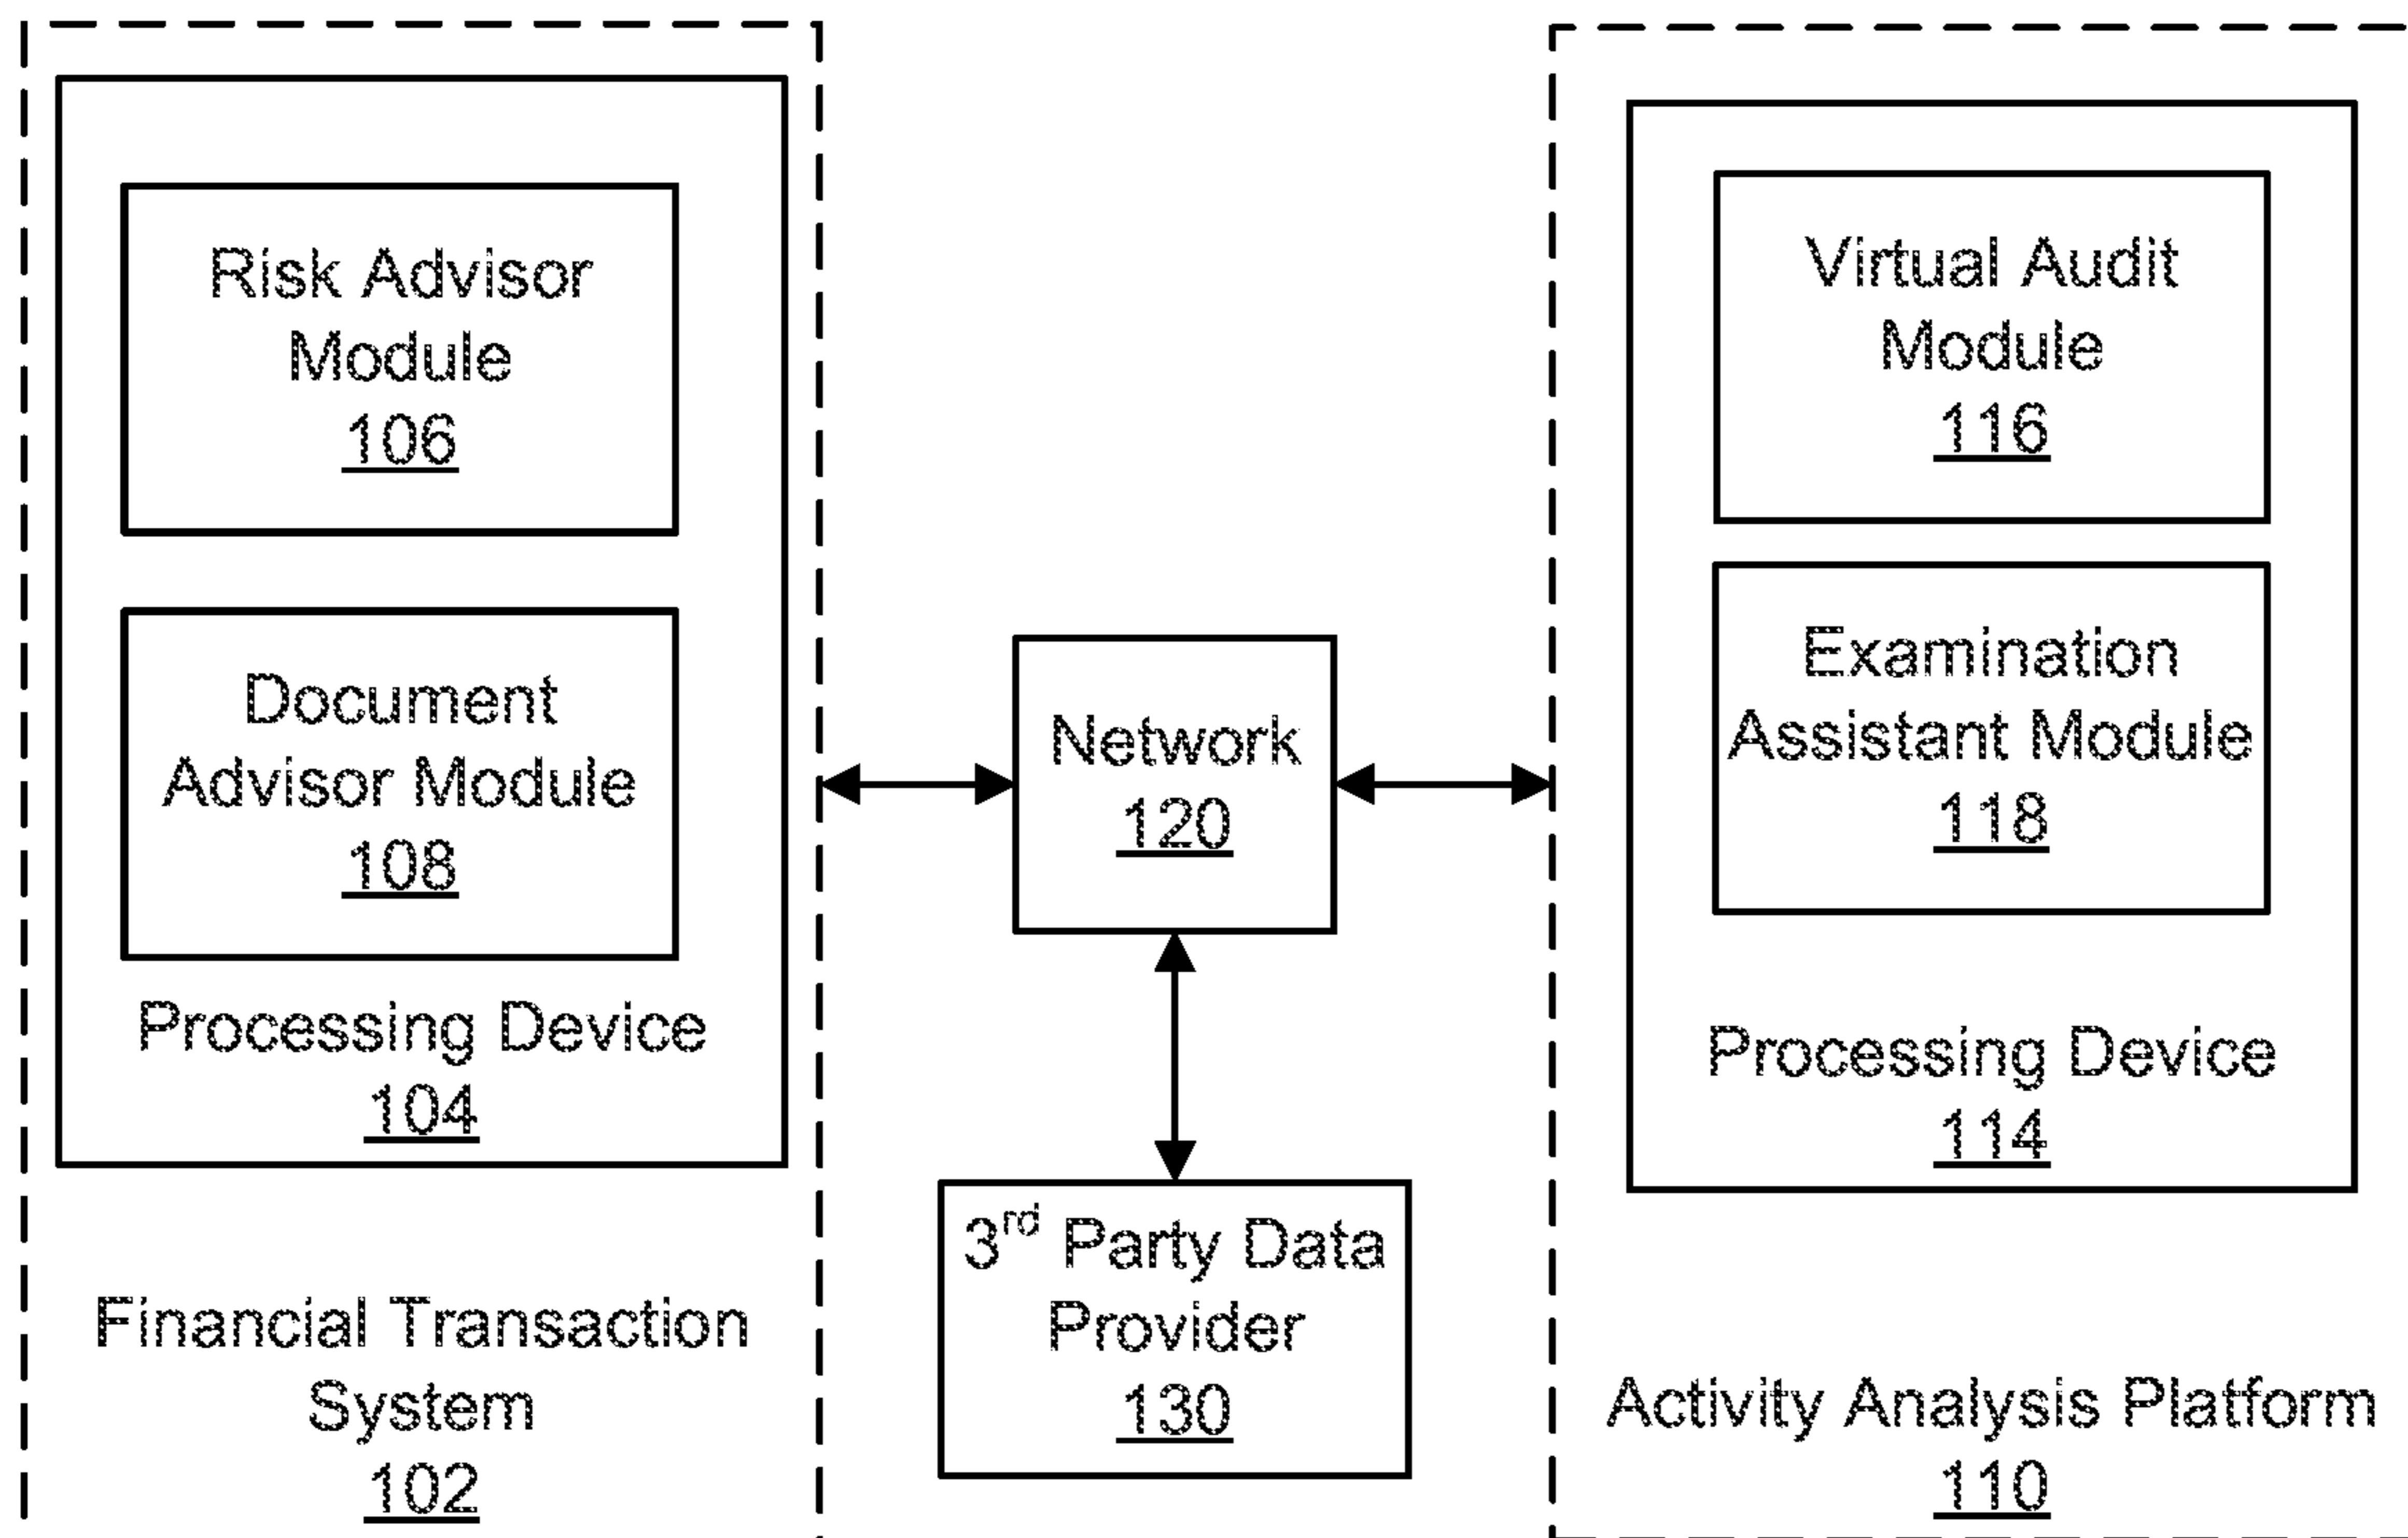 Risk Advisor
Module
106
Document
Advisor Module
108
Processing Device
104
Financial Transaction
System
102
Network
120
3rd Party Data
Provider
130
Virtual Audit
Module
116
Examination
Assistant Module
118
Processing Device
114
Activity Analysis Platform
110